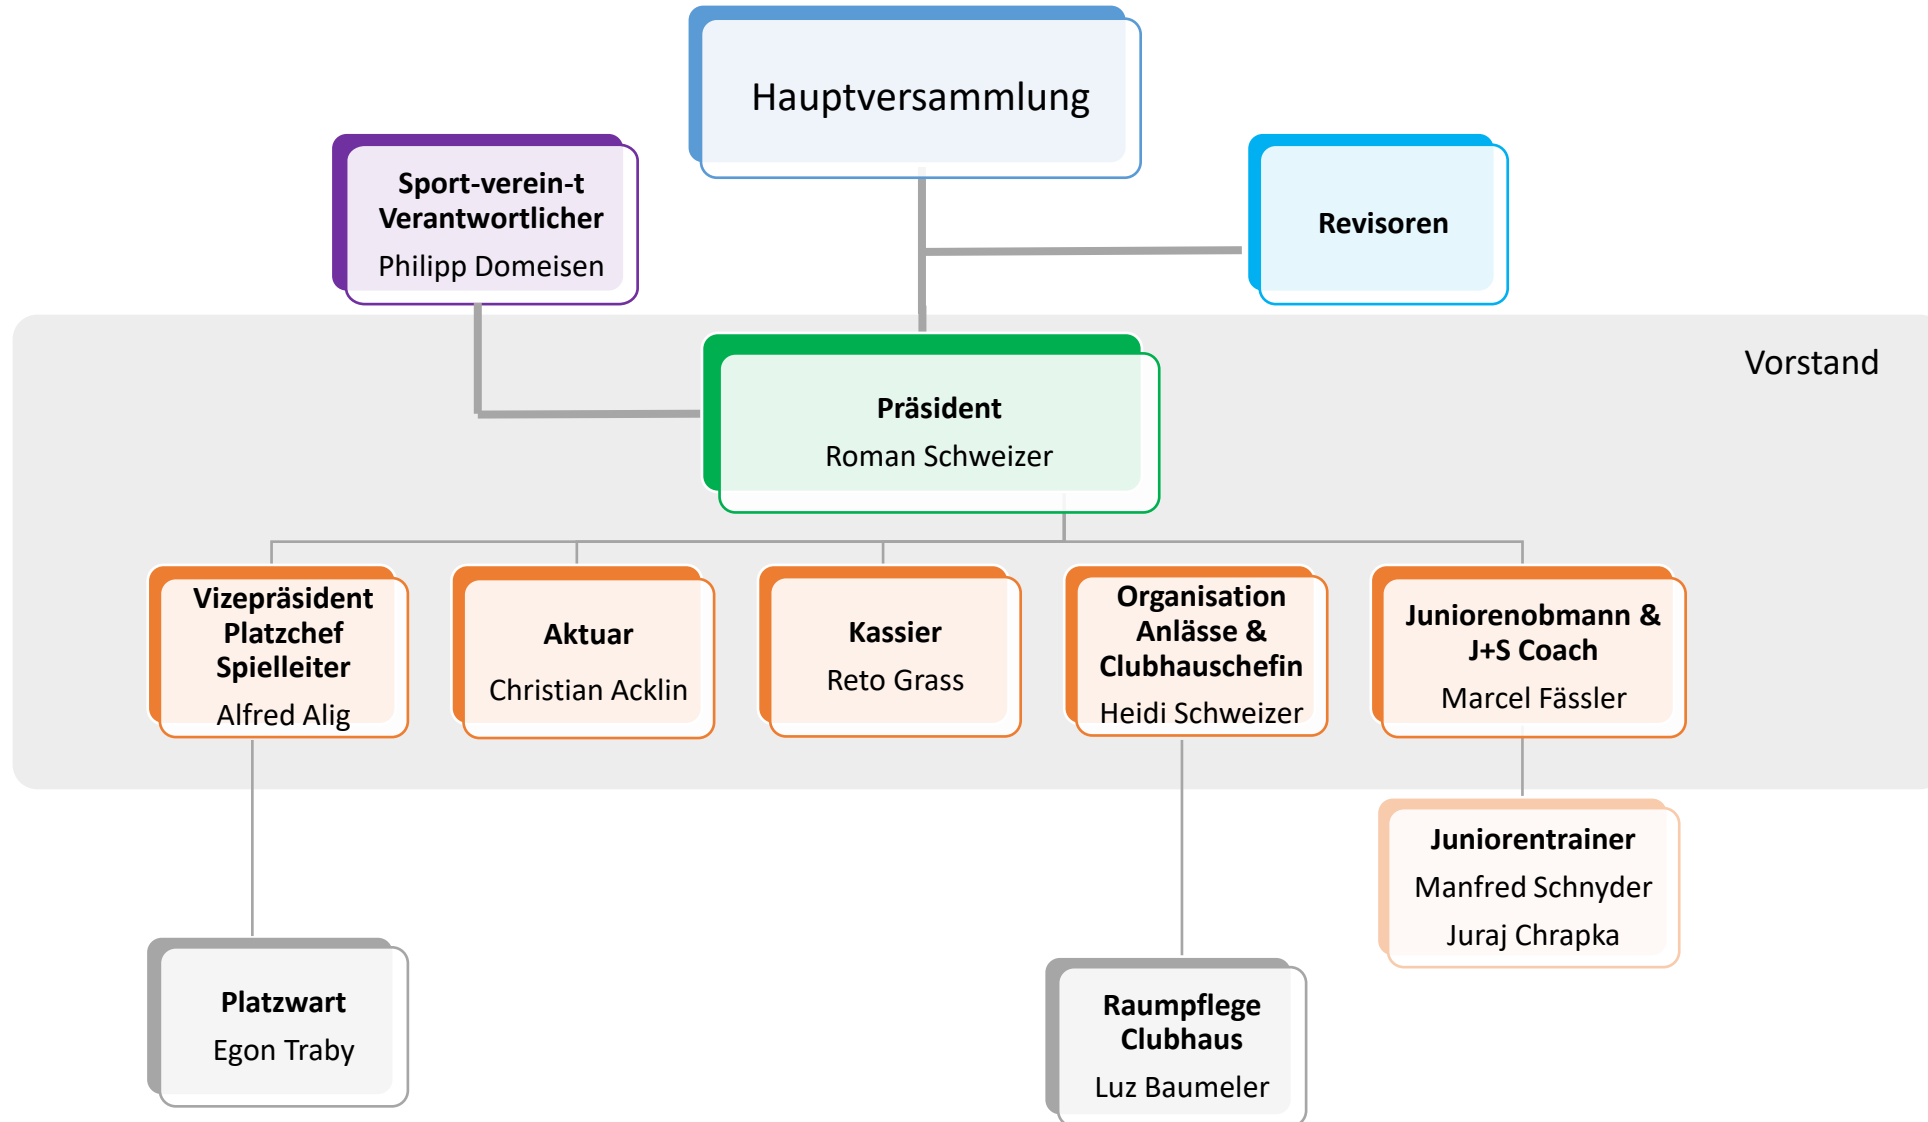 Hauptversammlung
Sport-verein-t
Verantwortlicher
Philipp Domeisen
Revisoren
Vorstand
Präsident
Roman Schweizer
Vizepräsident
Platzchef
Spielleiter
Alfred Alig
Aktuar
Christian Acklin
Kassier
Reto Grass
Organisation
Anlässe &
Clubhauschefin
Heidi Schweizer
Juniorenobmann &
J+S Coach
Marcel Fässler
Juniorentrainer
Manfred Schnyder
Juraj Chrapka
Platzwart
Egon Traby
Raumpflege
Clubhaus
Luz Baumeler